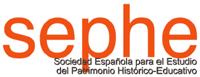 sephe
Sociedad Española para el Estudio
del Patrimonio Histórico-Educativo